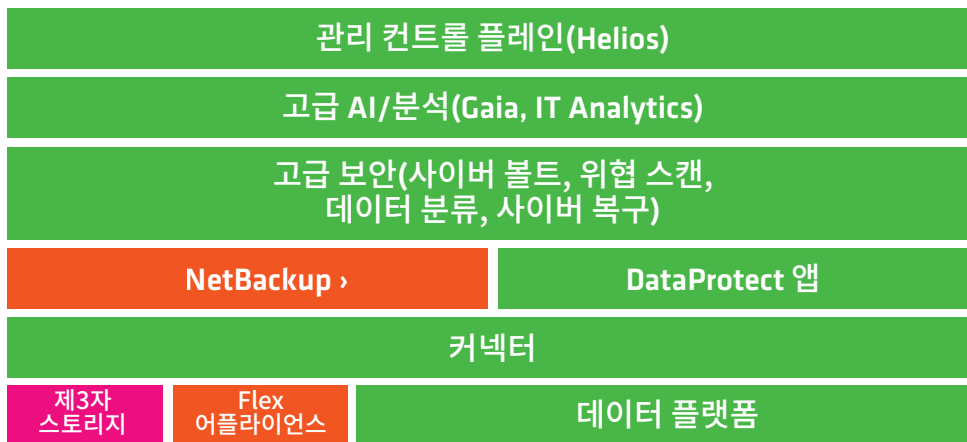 관리 컨트롤 플레인(Helios)
고급 AI/분석(Gaia, IT Analytics)
고급 보안(사이버 볼트, 위협 스캔,
데이터 분류, 사이버 복구)
NetBackup ›
DataProtect 앱
커넥터
제3자
스토리지
Flex
어플라이언스
데이터 플랫폼